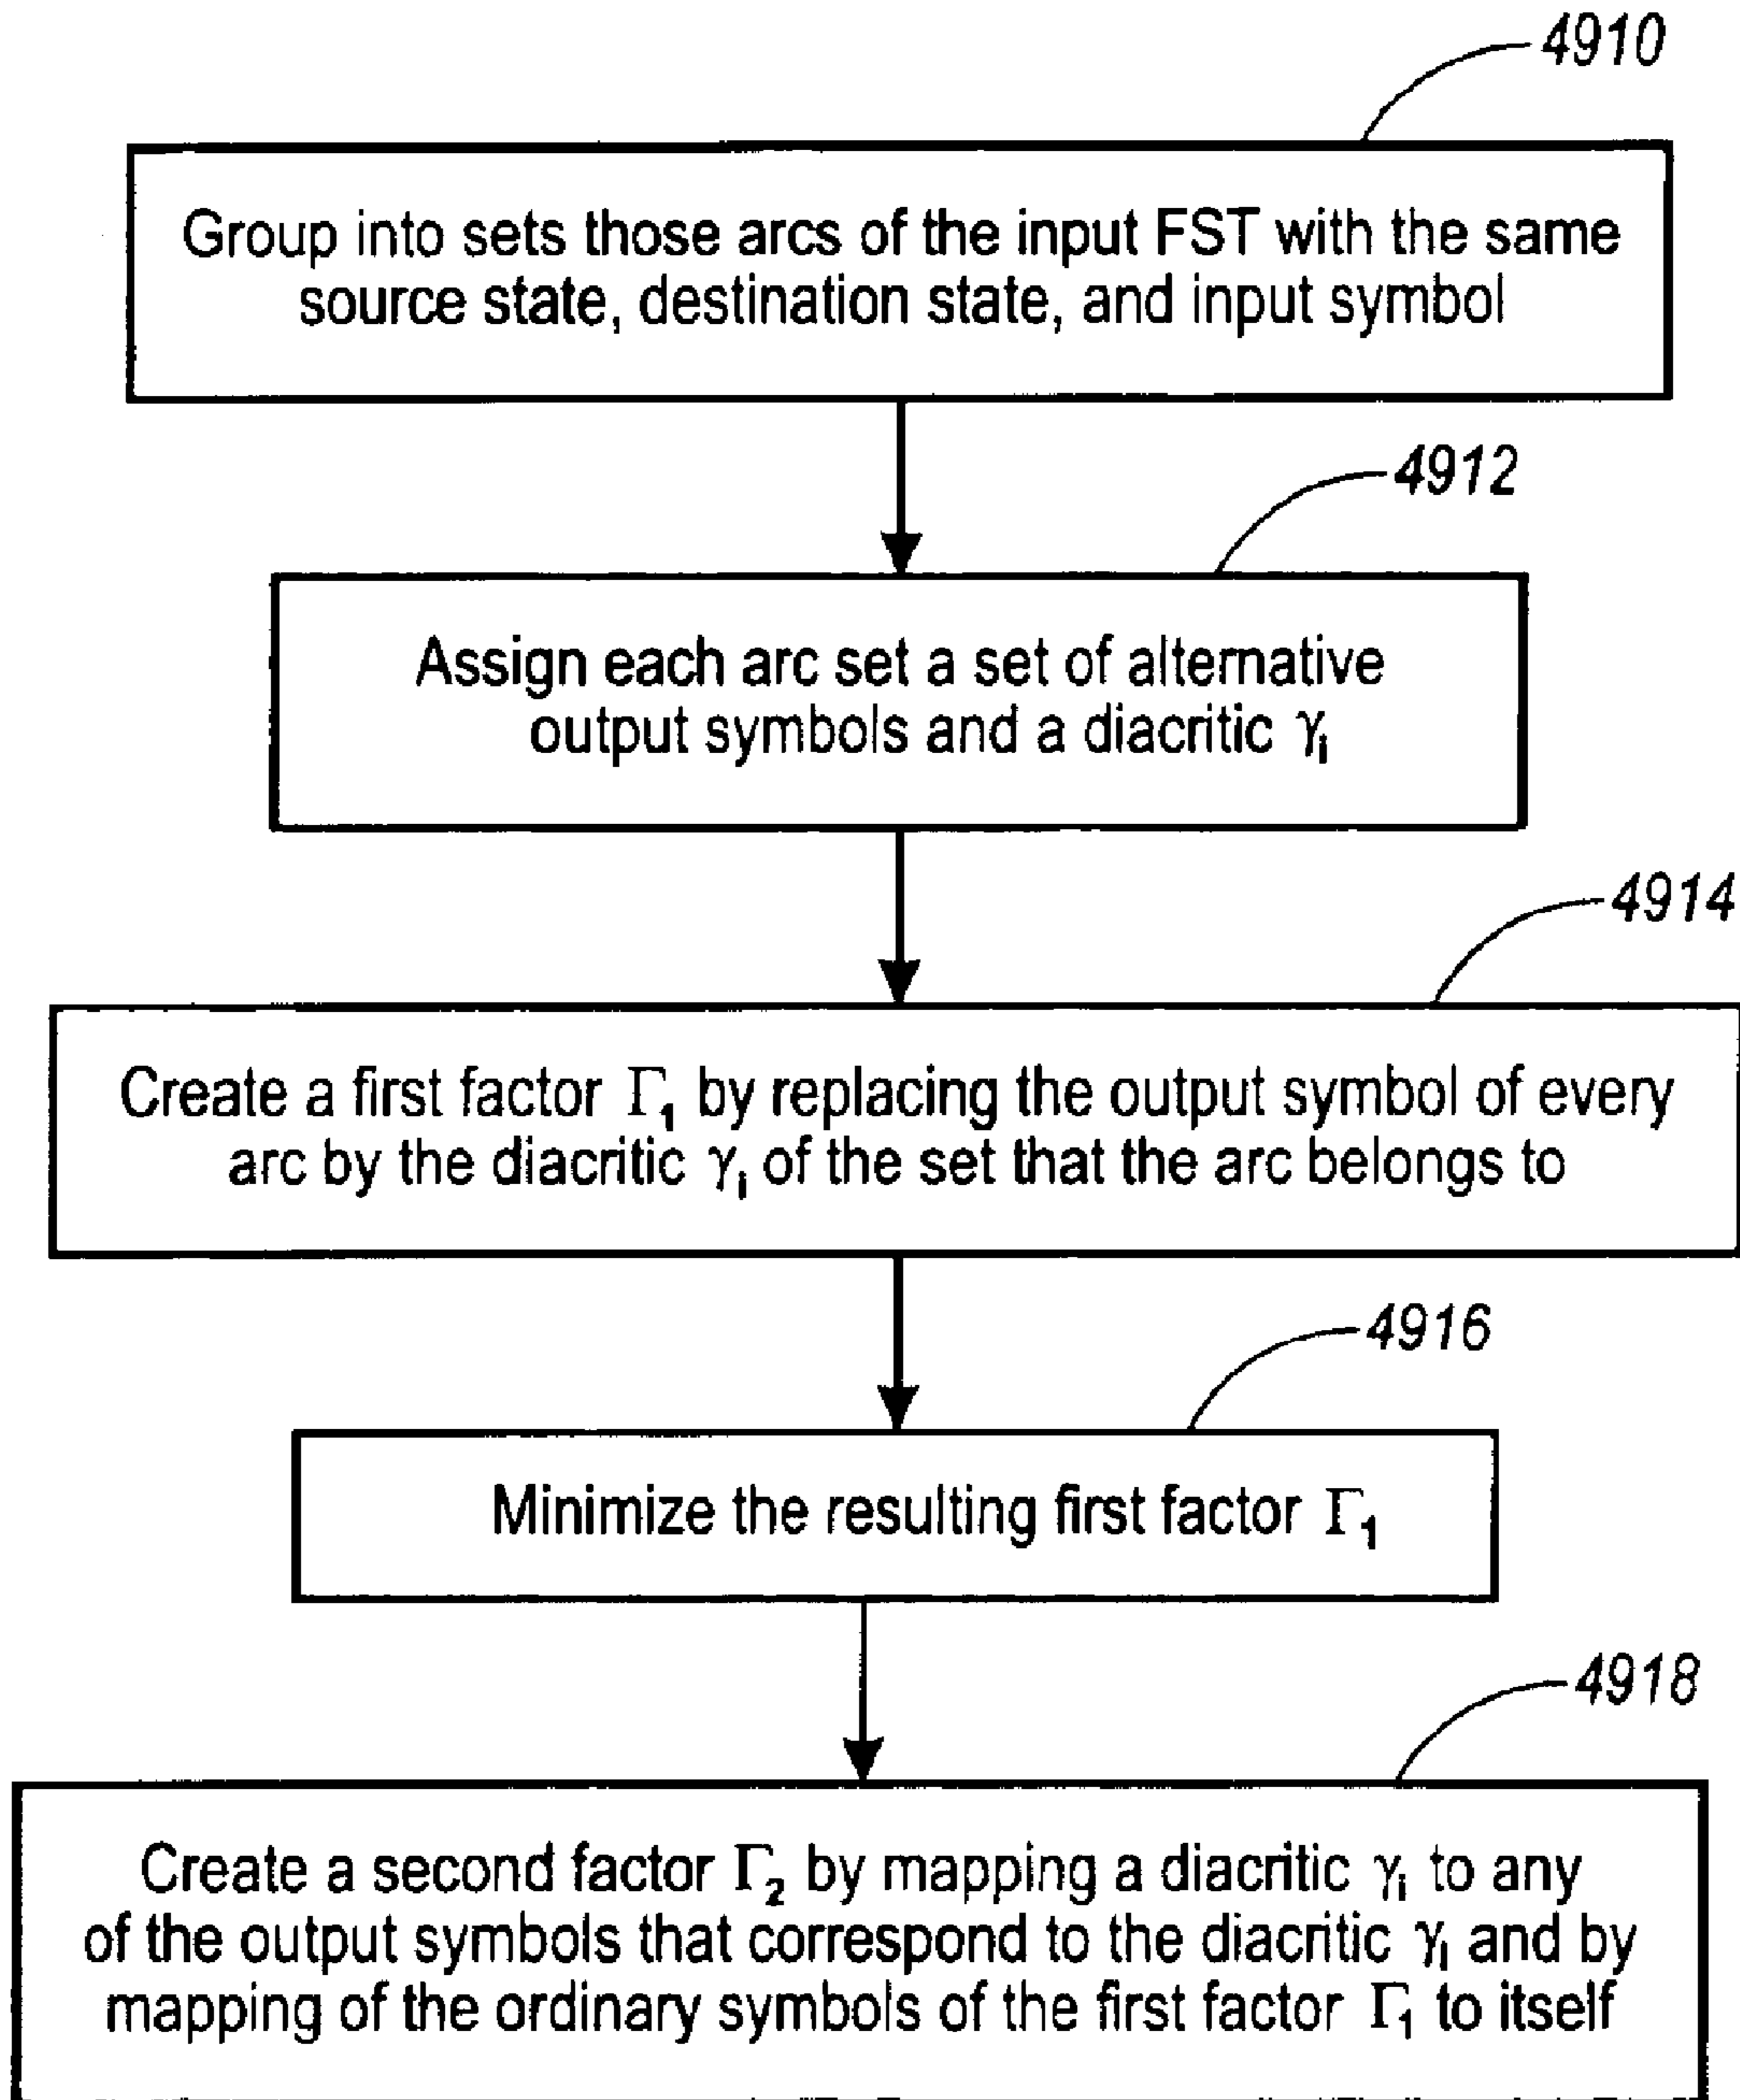 4910
Group into sets those arcs of the input FST with the same
source state, destination state, and input symbol
4912
Assign each arc set a set of alternative
output symbols and a diacritic γi
4914
Create a first factor Γ1 by replacing the output symbol of every
arc by the diacritic γi of the set that the arc belongs to
4916
Minimize the resulting first factor Γ1
4918
Create a second factor Γ2 by mapping a diacritic γi to any
of the output symbols that correspond to the diacritic γi and by
mapping of the ordinary symbols of the first factor Γ1 to itself